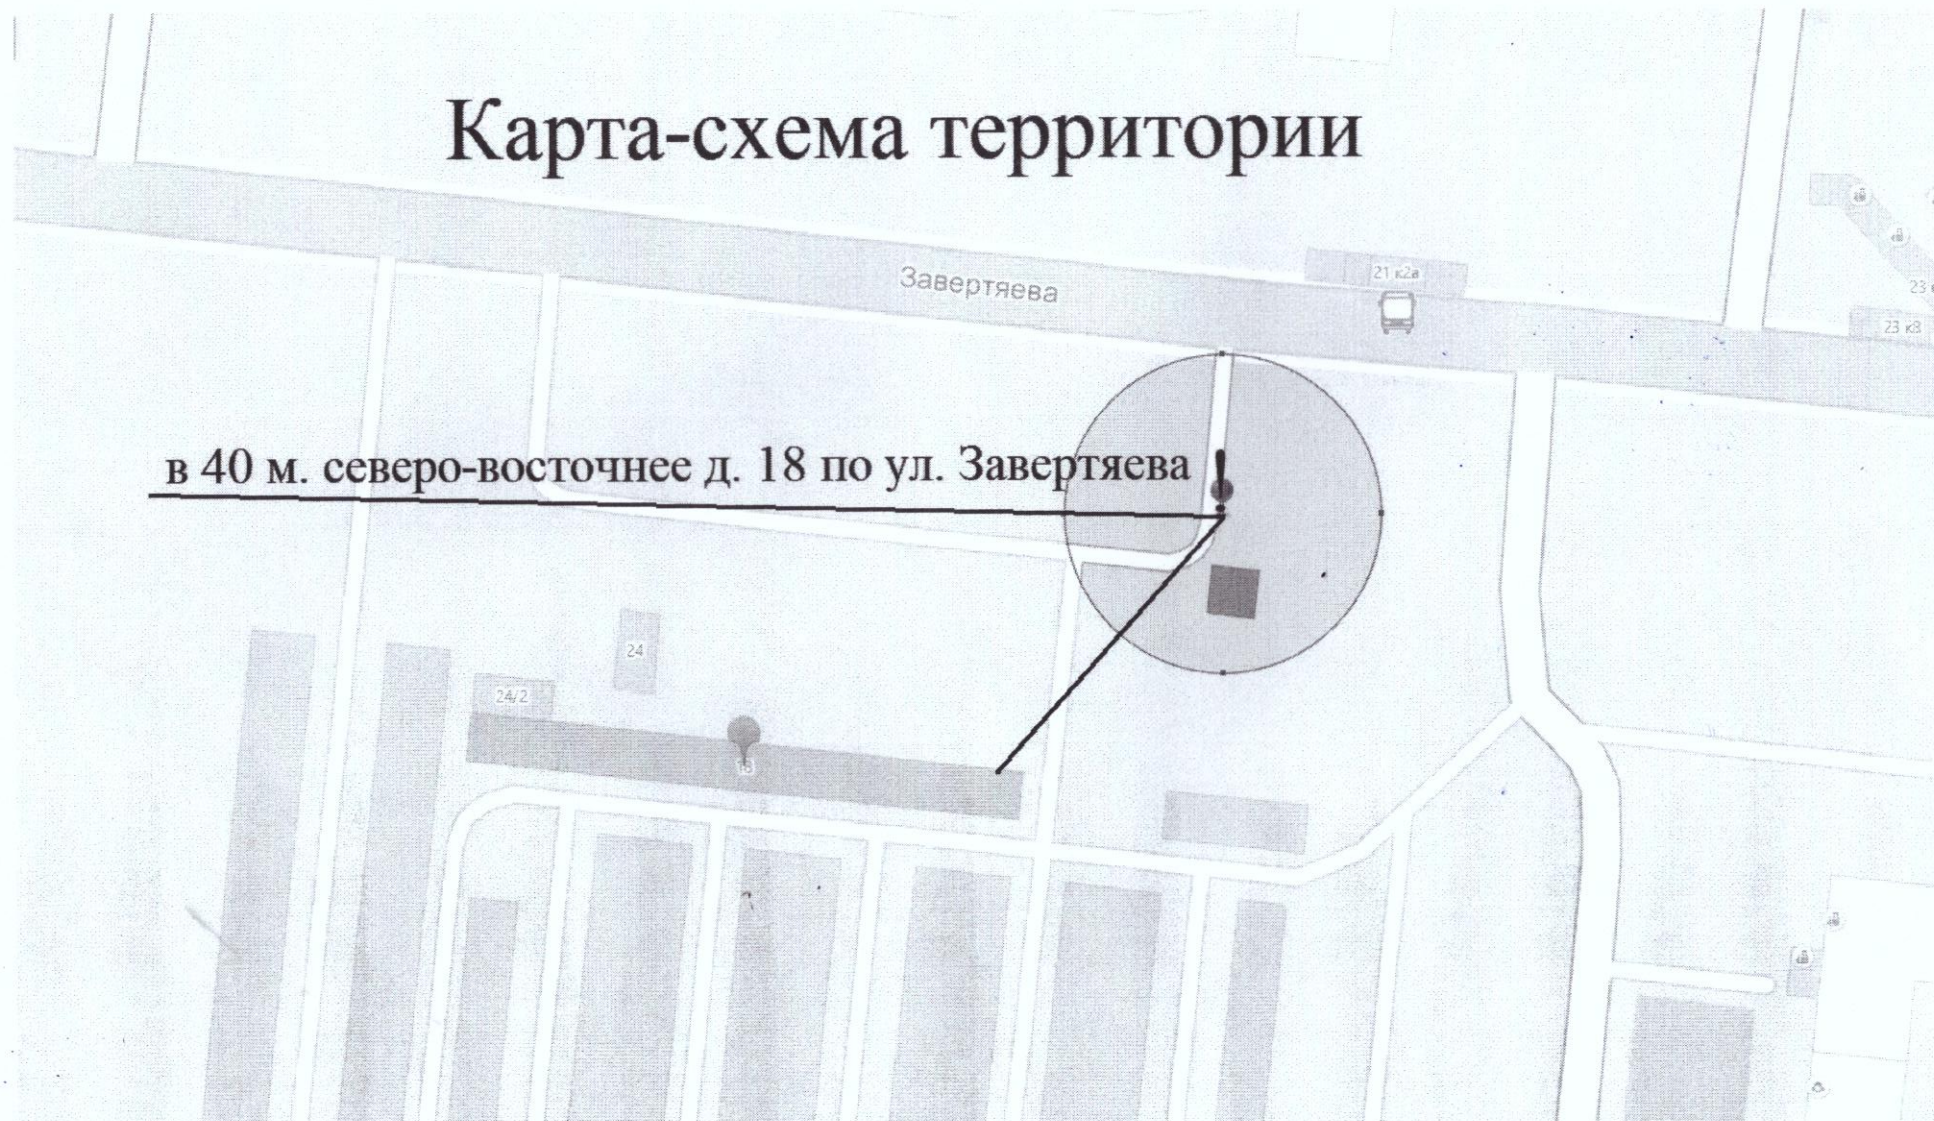 Карта-схема территории
Завертяева
21 к2а
23 к3
в 40 м. северо-восточнее д. 18 по ул. Завертяева
24
24/2
18